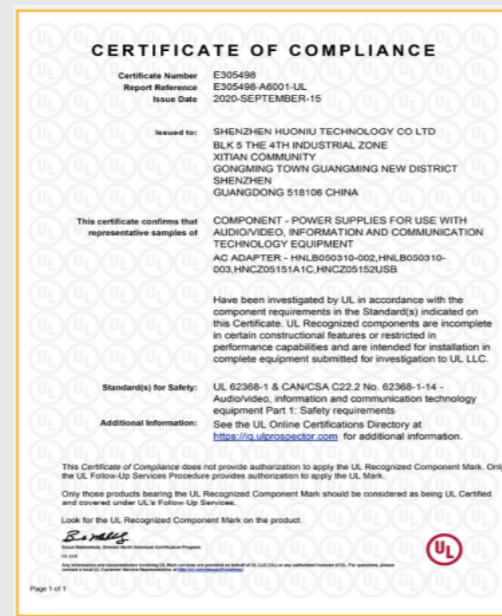 CERTIFICATE OF COMPLIANCE
Certificate Number E305498
Report Reference E305498-A6001-UL
Issue Date 2020-SEPTEMBER-15
Issued to: SHENZHEN HUONIU TECHNOLOGY CO LTD
BLK 5 THE 4TH INDUSTRIAL ZONE
XITIAN COMMUNITY
GONGMING TOWN GUANGMING NEW DISTRICT
SHENZHEN
GUANGDONG 518106 CHINA
This certificate confirms that COMPONENT - POWER SUPPLIES FOR USE WITH
representative samples of AUDIO/VIDEO, INFORMATION AND COMMUNICATION
TECHNOLOGY EQUIPMENT
AC ADAPTER - HNLB050310-002,HNLB050310-
003,HNCZ05151A1C,HNCZ05152USB
Have been investigated by UL in accordance with the
component requirements in the Standard(s) indicated on
this Certificate. UL Recognized components are incomplete
in certain constructional features or restricted in
performance capabilities and are intended for installation in
complete equipment submitted for investigation to UL LLC.
Standard(s) for Safety: UL 62368-1 & CAN/CSA C22.2 No. 62368-1-14 -
Audio/video, information and communication technology
equipment Part 1: Safety requirements
Additional Information: See the UL Online Certifications Directory at
https://iq.ulprospector.com for additional information.
This Certificate of Compliance does not provide authorization to apply the UL Recognized Component Mark. Only
the UL Follow-Up Services Procedure provides authorization to apply the UL Mark.
Only those products bearing the UL Recognized Component Mark should be considered as being UL Certified
and covered under UL's Follow-Up Services.
Look for the UL Recognized Component Mark on the product.
UL LLC
UL
Page 1 of 1